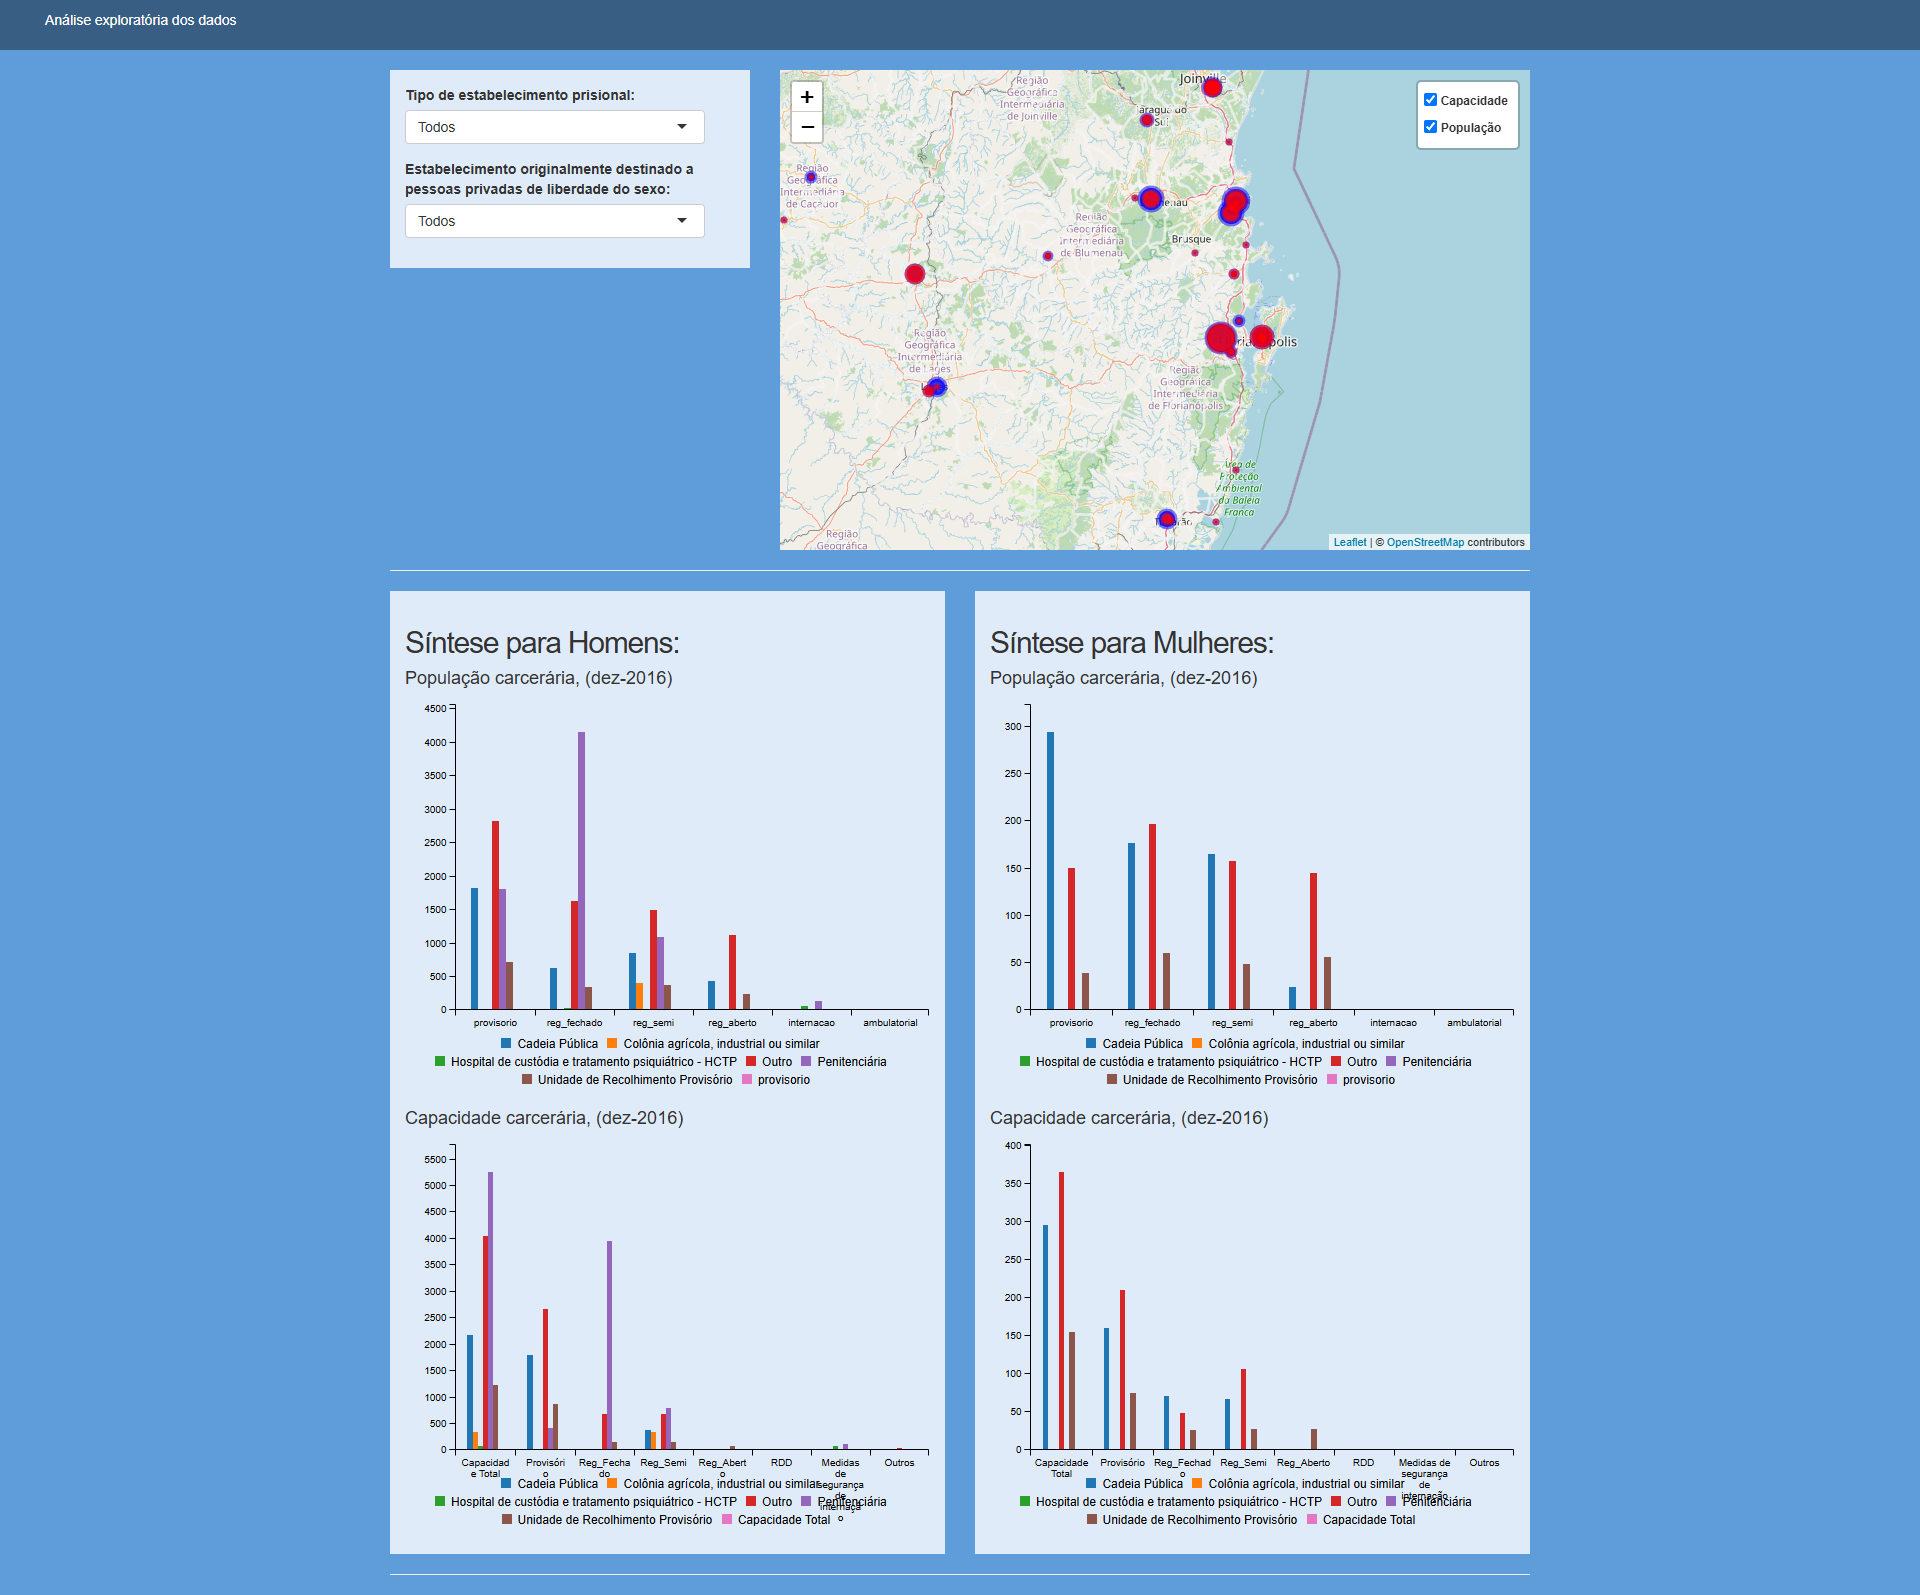 Análise exploratória dos dados
Tipo de estabelecimento prisional:
Todos
Estabelecimento originalmente destinado a
pessoas privadas de liberdade do sexo:
Todos
+
−
Capacidade
População
Região
Geográfica
Intermediária
de Joinville
Região
Intermediária
de Caçador
Região
Geográfica
Intermediária
de Blumenau
Brusque
Região
Geográfica
Intermediária
de Lages
Região
Geográfica
Intermediária
de Florianópolis
Área de
Proteção
Ambiental
da Baleia
Franca
Região
Geográfica
Leaflet | © OpenStreetMap contributors
Síntese para Homens:
População carcerária, (dez-2016)
4500
4000
3500
3000
2500
2000
1500
1000
500
0
provisorio reg_fechado reg_semi reg_aberto internacao ambulatorial
Cadeia Pública Colônia agrícola, industrial ou similar
Hospital de custódia e tratamento psiquiátrico - HCTP Outro Penitenciária
Unidade de Recolhimento Provisório provisorio
Capacidade carcerária, (dez-2016)
5500
5000
4500
4000
3500
3000
2500
2000
1500
1000
500
0
Capacidad Provisóri Reg_Fecha Reg_Semi Reg_Abert RDD Medidas Outros
e Total o do o de
segurança
de
internaçã
o
Cadeia Pública Colônia agrícola, industrial ou similar
Hospital de custódia e tratamento psiquiátrico - HCTP Outro Penitenciária
Unidade de Recolhimento Provisório Capacidade Total
Síntese para Mulheres:
População carcerária, (dez-2016)
300
250
200
150
100
50
0
provisorio reg_fechado reg_semi reg_aberto internacao ambulatorial
Cadeia Pública Colônia agrícola, industrial ou similar
Hospital de custódia e tratamento psiquiátrico - HCTP Outro Penitenciária
Unidade de Recolhimento Provisório provisorio
Capacidade carcerária, (dez-2016)
400
350
300
250
200
150
100
50
0
Capacidade Provisório Reg_Fechad Reg_Semi Reg_Aberto RDD Medidas de Outros
Total o segurança
de
internação
Cadeia Pública Colônia agrícola, industrial ou similar
Hospital de custódia e tratamento psiquiátrico - HCTP Outro Penitenciária
Unidade de Recolhimento Provisório Capacidade Total